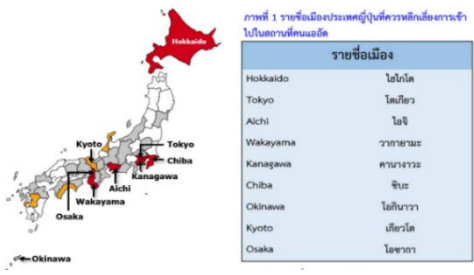 Hokkaido
Kyoto
Tokyo
Chiba
Kanagawa
Aichi
Wakayama
Osaka
Okinawa
ภาพที่ 1 รายชื่อเมืองประเทศญี่ปุ่นที่ควรหลีกเลี่ยงการเข้า
ไปในสถานที่คนแออัด
รายชื่อเมือง
Hokkaido ไฮไกโด
Tokyo โตเกียว
Aichi ไอจิ
Wakayama วากายามะ
Kanagawa คานางาวะ
Chiba ชิบะ
Okinawa โอกินาวา
Kyoto เกียวโต
Osaka โอซากา